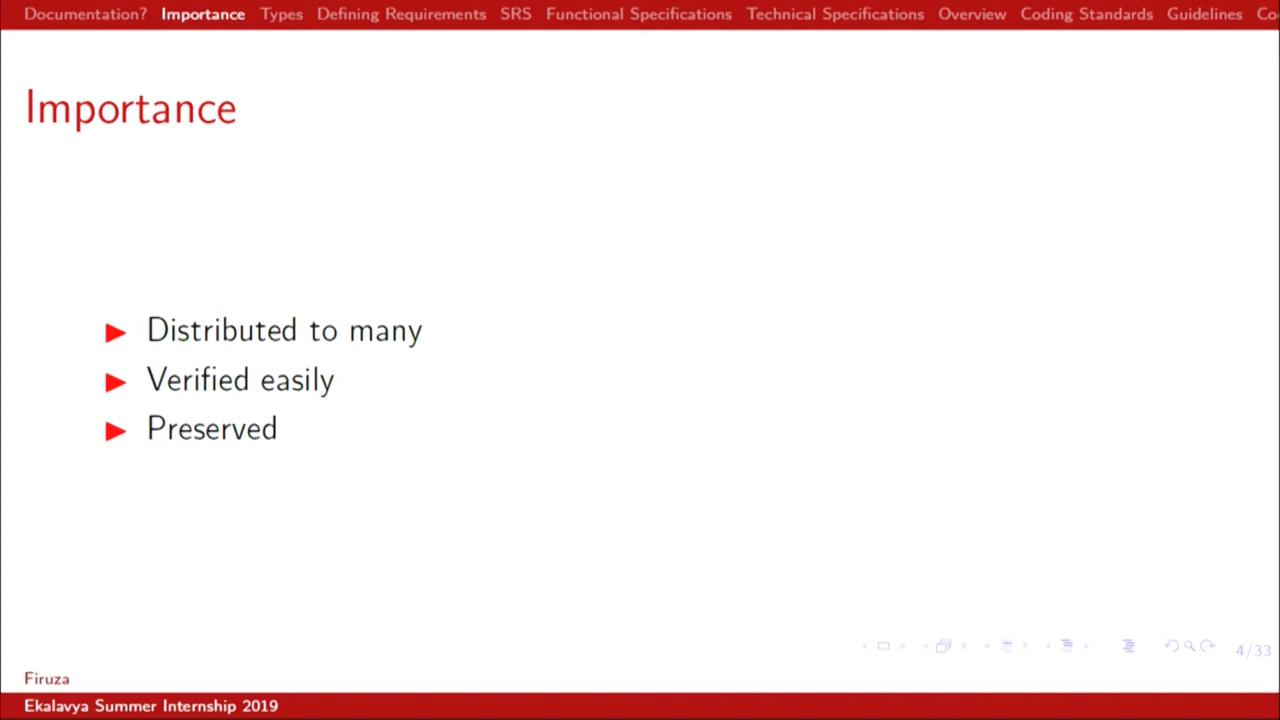 Documentation? Importance Types Defining Requirements SRS Functional Specifications Technical Specifications Overview Coding Standards Guidelines
Importance
Distributed to many
Verified easily
Preserved
4/33
Firuza
Ekalavya Summer Internship 2019